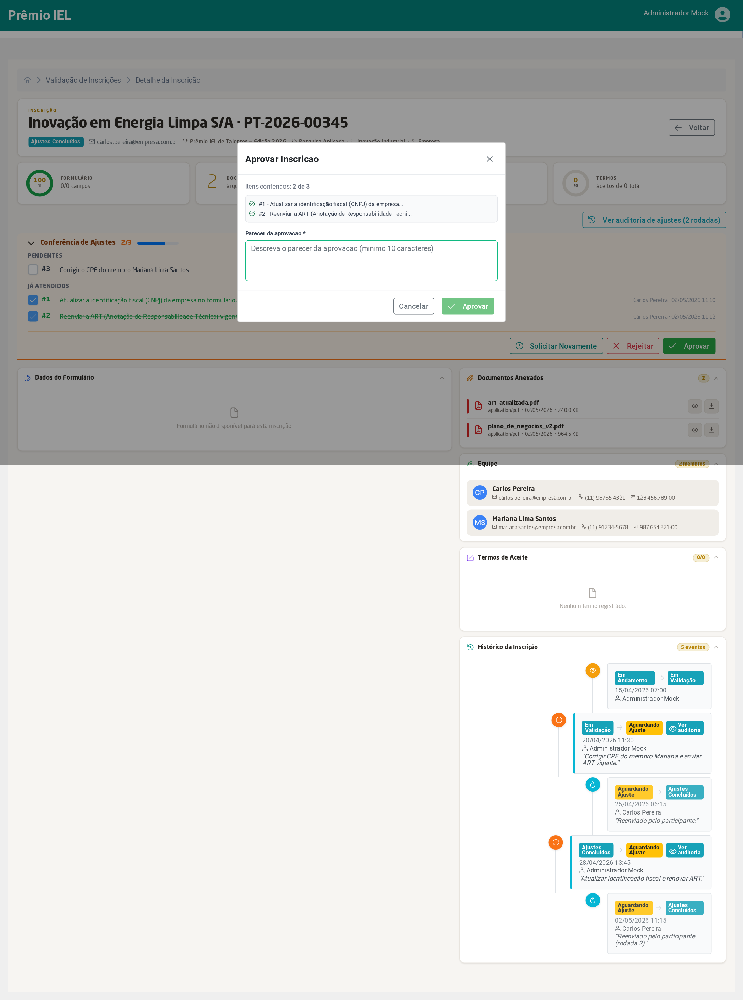 Prêmio IEL
Administrador Mock
Validação de Inscrições
Detalhe da Inscrição
INSCRIÇÃO
Inovação em Energia Limpa S/A · PT-2026-00345
Voltar
Ajustes Concluídos
carlos.pereira@empresa.com.br
Prêmio IEL de Talentos — Edição 2026 · Pesquisa Aplicada · Inovação Industrial · Empresa
100
%
FORMULÁRIO
0/0 campos
2
DOCU
arqu
0
/0
TERMOS
aceitos de 0 total
Aprovar Inscricao
Itens conferidos: 2 de 3
#1 - Atualizar a identificação fiscal (CNPJ) da empresa...
#2 - Reenviar a ART (Anotação de Responsabilidade Técni...
Parecer da aprovacao *
Descreva o parecer da aprovacao (minimo 10 caracteres)
Cancelar
Aprovar
Ver auditoria de ajustes (2 rodadas)
Conferência de Ajustes 2/3
PENDENTES
#3 Corrigir o CPF do membro Mariana Lima Santos.
JÁ ATENDIDOS
#1 Atualizar a identificação fiscal (CNPJ) da empresa no formulário.
Carlos Pereira · 02/05/2026 11:10
#2 Reenviar a ART (Anotação de Responsabilidade Técnica) vigent
Carlos Pereira · 02/05/2026 11:12
Solicitar Novamente
Rejeitar
Aprovar
Dados do Formulário
Formulario não disponível para esta inscrição.
Documentos Anexados
2
art_atualizada.pdf
application/pdf · 02/05/2026 · 240.0 KB
plano_de_negocios_v2.pdf
application/pdf · 02/05/2026 · 964.5 KB
Equipe
2 membros
CP
Carlos Pereira
carlos.pereira@empresa.com.br (11) 98765-4321 123.456.789-00
MS
Mariana Lima Santos
mariana.santos@empresa.com.br (11) 91234-5678 987.654.321-00
Termos de Aceite
0/0
Nenhum termo registrado.
Histórico da Inscrição
5 eventos
Em Andamento
Em Validação
15/04/2026 07:00
Administrador Mock
Em Validação
Aguardando Ajuste
Ver auditoria
20/04/2026 11:30
Administrador Mock
"Corrigir CPF do membro Mariana e enviar
ART vigente."
Aguardando Ajuste
Ajustes Concluídos
25/04/2026 06:15
Carlos Pereira
"Reenviado pelo participante."
Ajustes Concluídos
Aguardando Ajuste
Ver auditoria
28/04/2026 13:45
Administrador Mock
"Atualizar identificação fiscal e renovar ART."
Aguardando Ajuste
Ajustes Concluídos
02/05/2026 11:15
Carlos Pereira
"Reenviado pelo participante
(rodada 2)."